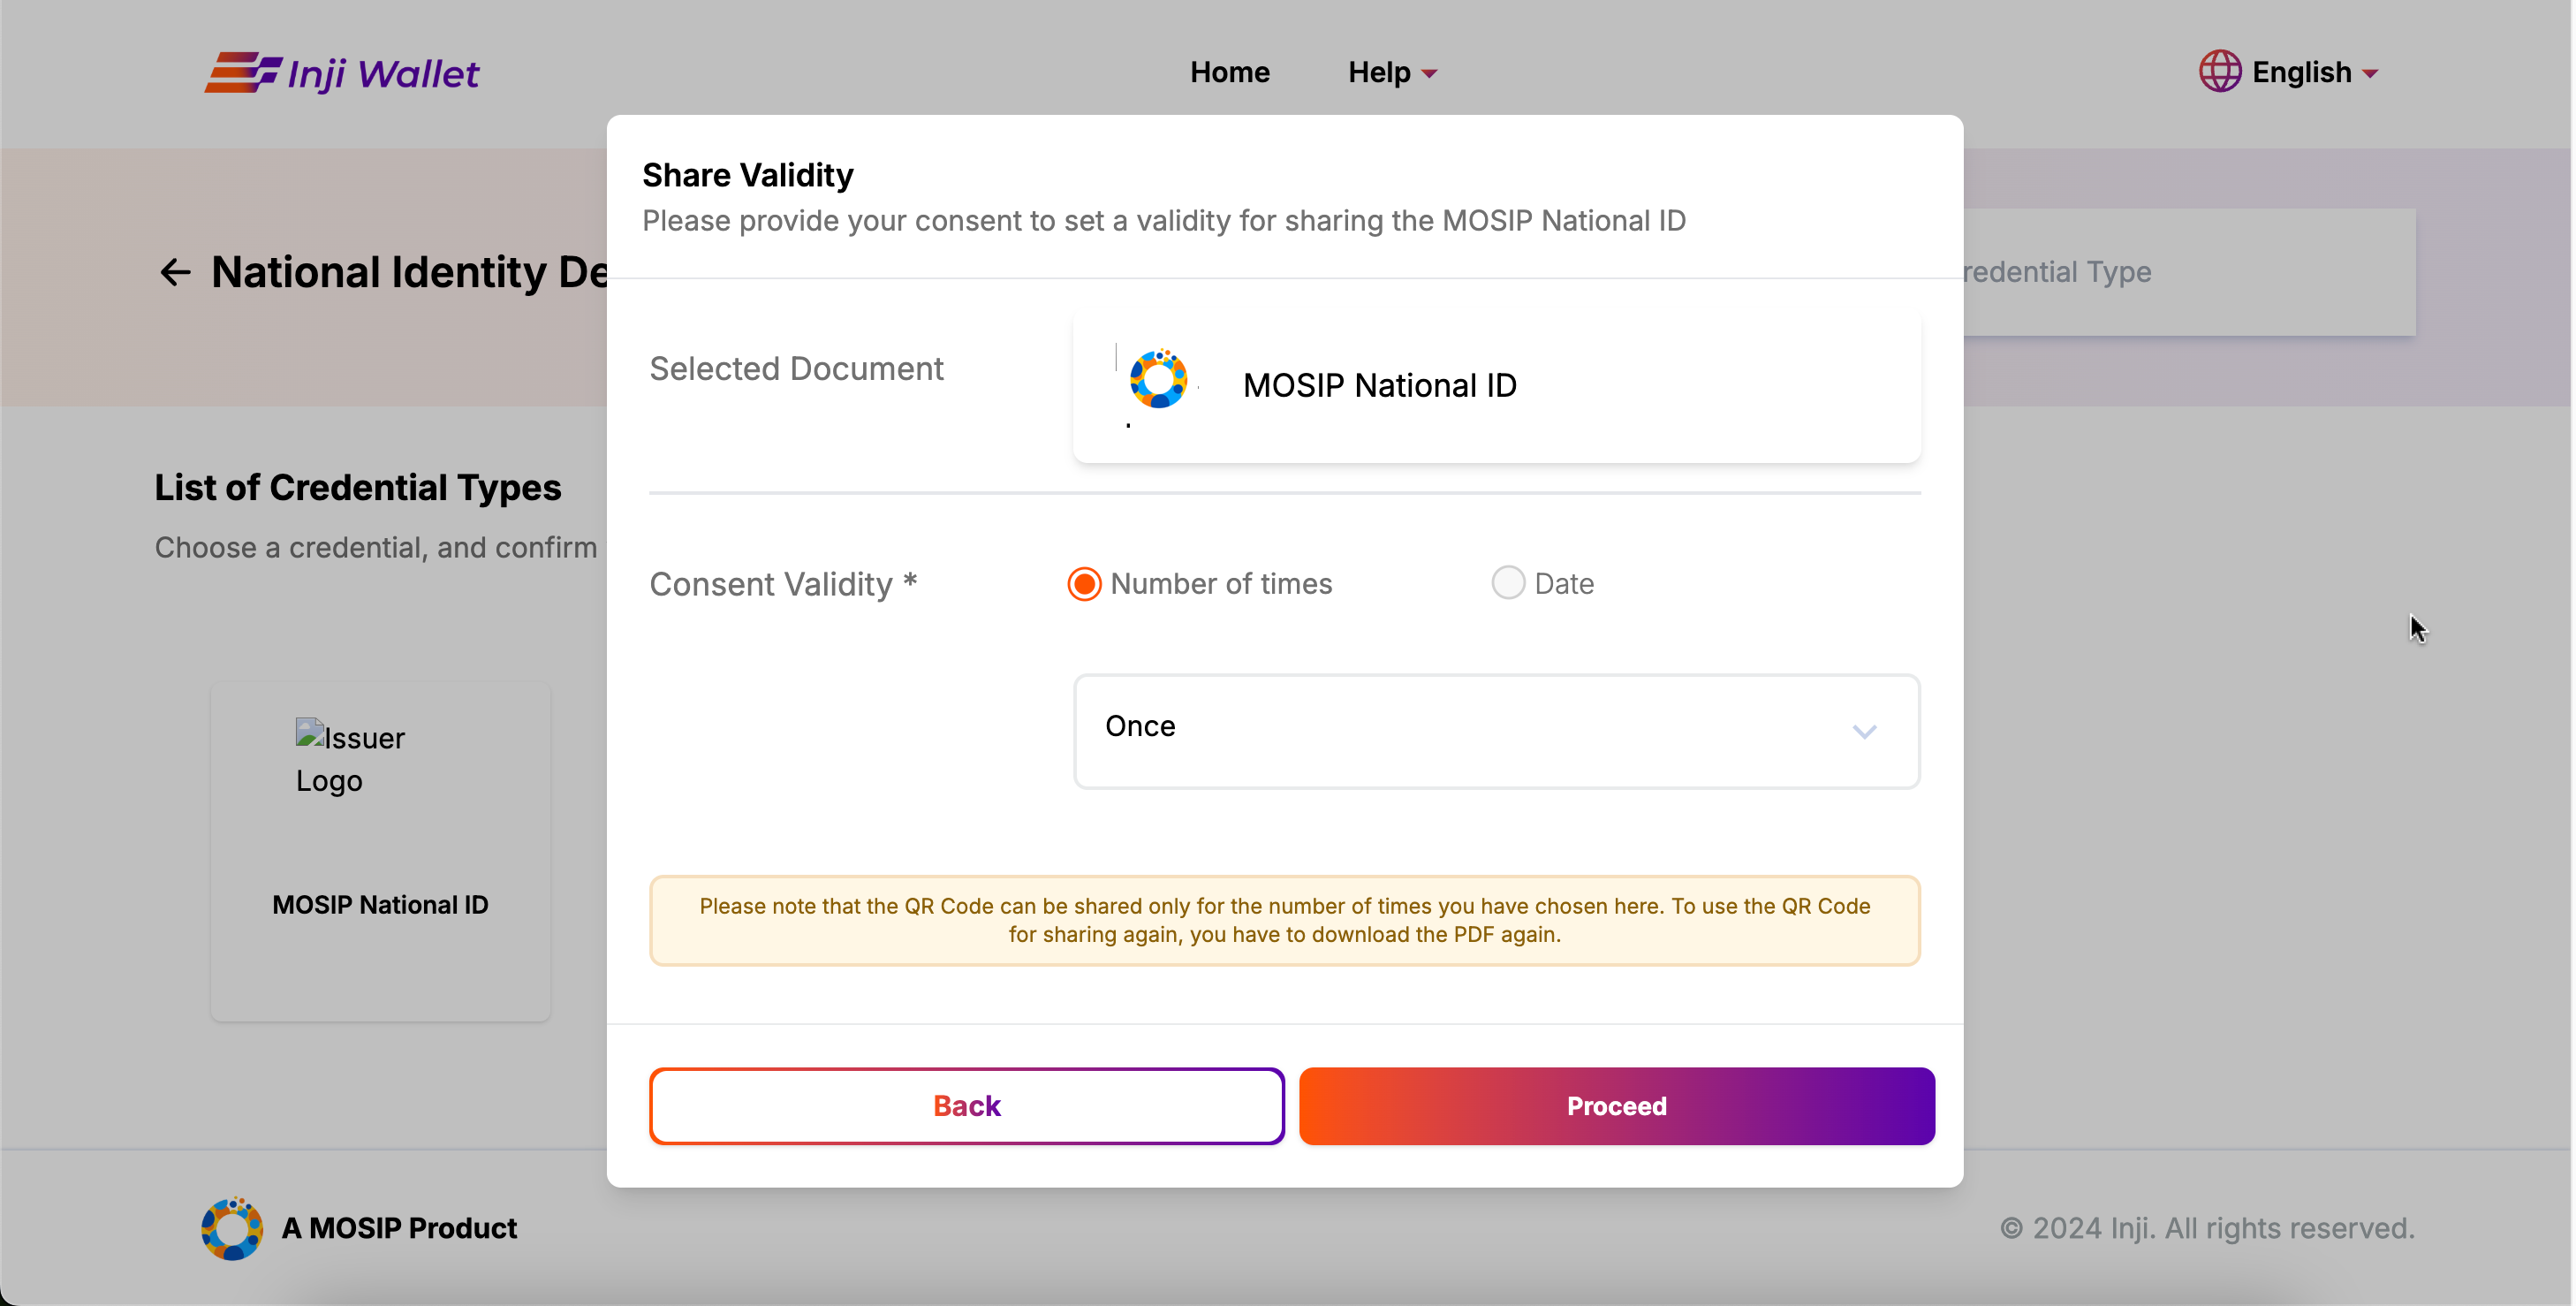 Inji Wallet
Home
Help
English
Share Validity
Please provide your consent to set a validity for sharing the MOSIP National ID
National Identity De
redential Type
Selected Document
MOSIP National ID
List of Credential Types
Choose a credential, and confirm
Consent Validity *
Number of times
Date
Once
Issuer
Logo
MOSIP National ID
Please note that the QR Code can be shared only for the number of times you have chosen here. To use the QR Code
for sharing again, you have to download the PDF again.
Back
Proceed
A MOSIP Product
© 2024 Inji. All rights reserved.